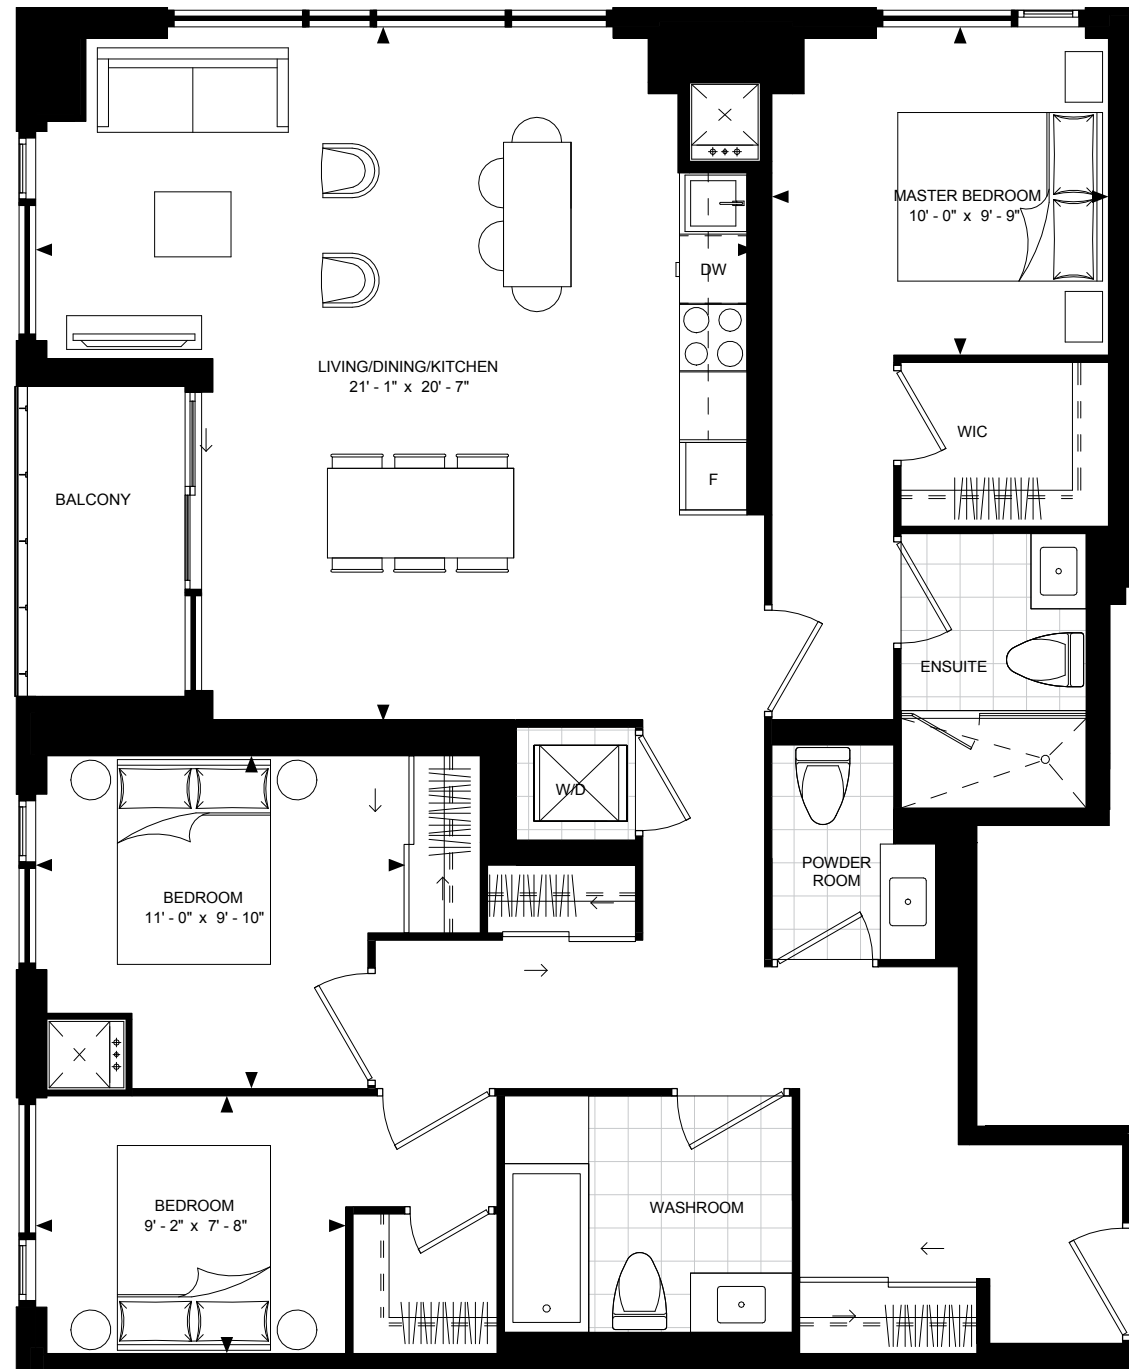 MASTER BEDROOM
10' - 0" x 9' - 9"
DW
LIVING/DINING/KITCHEN
21' - 1" x 20' - 7"
WIC
F
BALCONY
ENSUITE
W/D
POWDER
ROOM
BEDROOM
11' - 0" x 9' - 10"
BEDROOM
9' - 2" x 7' - 8"
WASHROOM